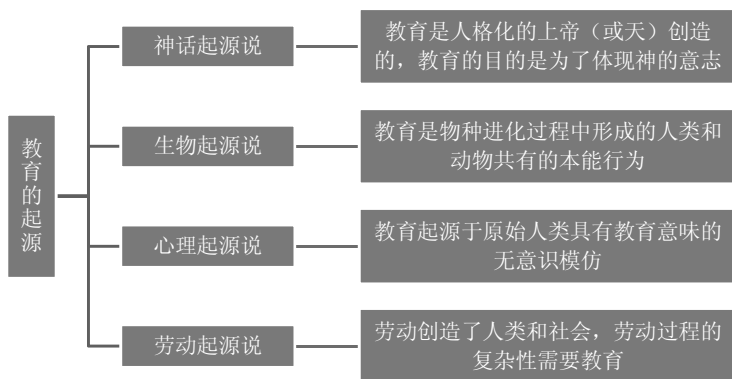 教育的起源
神话起源说
教育是人格化的上帝（或天）创造
的，教育的目的是为了体现神的意志
生物起源说
教育是物种进化过程中形成的人类和
动物共有的本能行为
心理起源说
教育起源于原始人类具有教育意味的
无意识模仿
劳动起源说
劳动创造了人类和社会，劳动过程的
复杂性需要教育